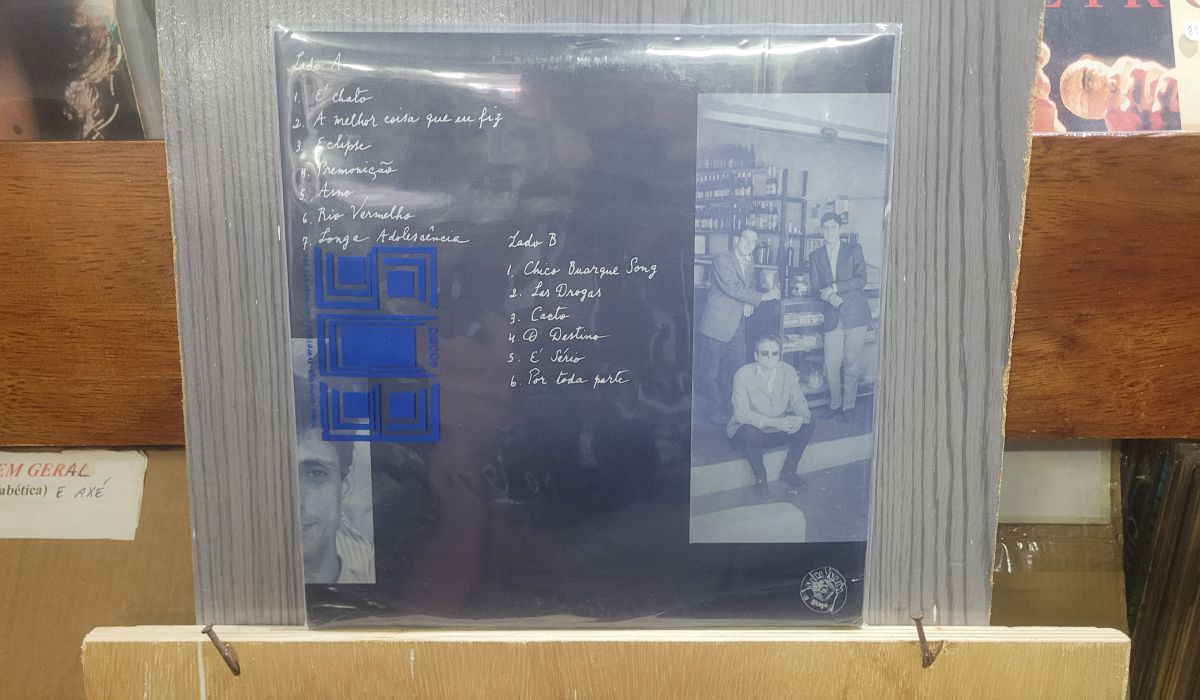 Lado A
1. É chato
2. A melhor coisa que eu fiz
3. Eclipse
4. Premonição
5. Asno
6. Rio Vermelho
7. Longa Adolescência
Lado B
1. Chico Buarque Song
2. Las Drogas
3. Cacto
4. O Destino
5. É Sério
6. Por toda parte
EM GERAL
abética) E AXÉ